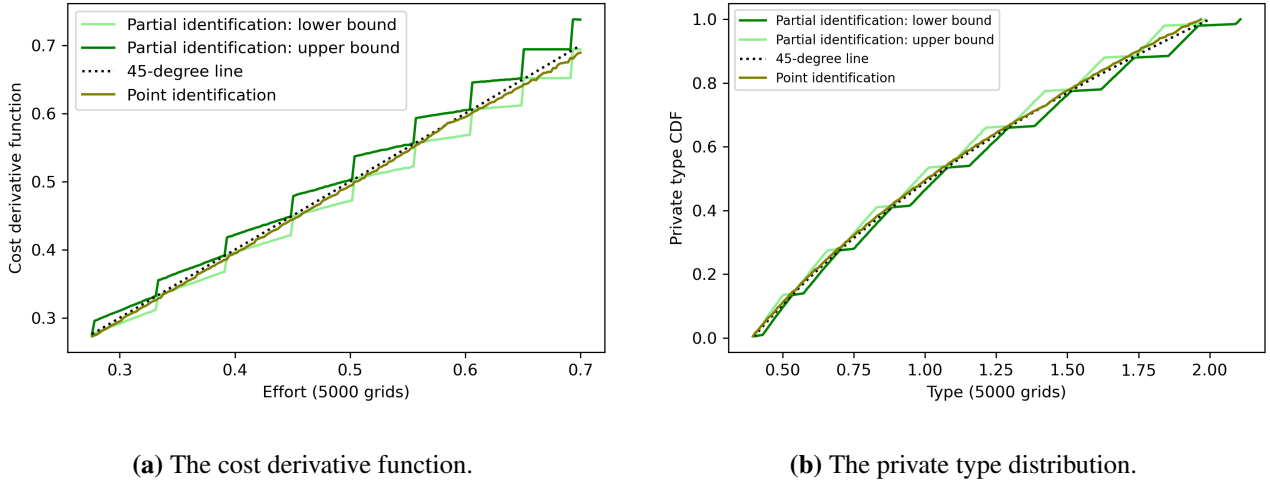 Partial identification: lower bound
Partial identification: upper bound
45-degree line
Point identification
0.7
0.6
0.5
0.4
0.3
Cost derivative function
0.3 0.4 0.5 0.6 0.7
Effort (5000 grids)
(a) The cost derivative function.
Partial identification: lower bound
Partial identification: upper bound
45-degree line
Point identification
1.0
0.8
0.6
0.4
0.2
0.0
Private type CDF
0.50 0.75 1.00 1.25 1.50 1.75 2.00
Type (5000 grids)
(b) The private type distribution.